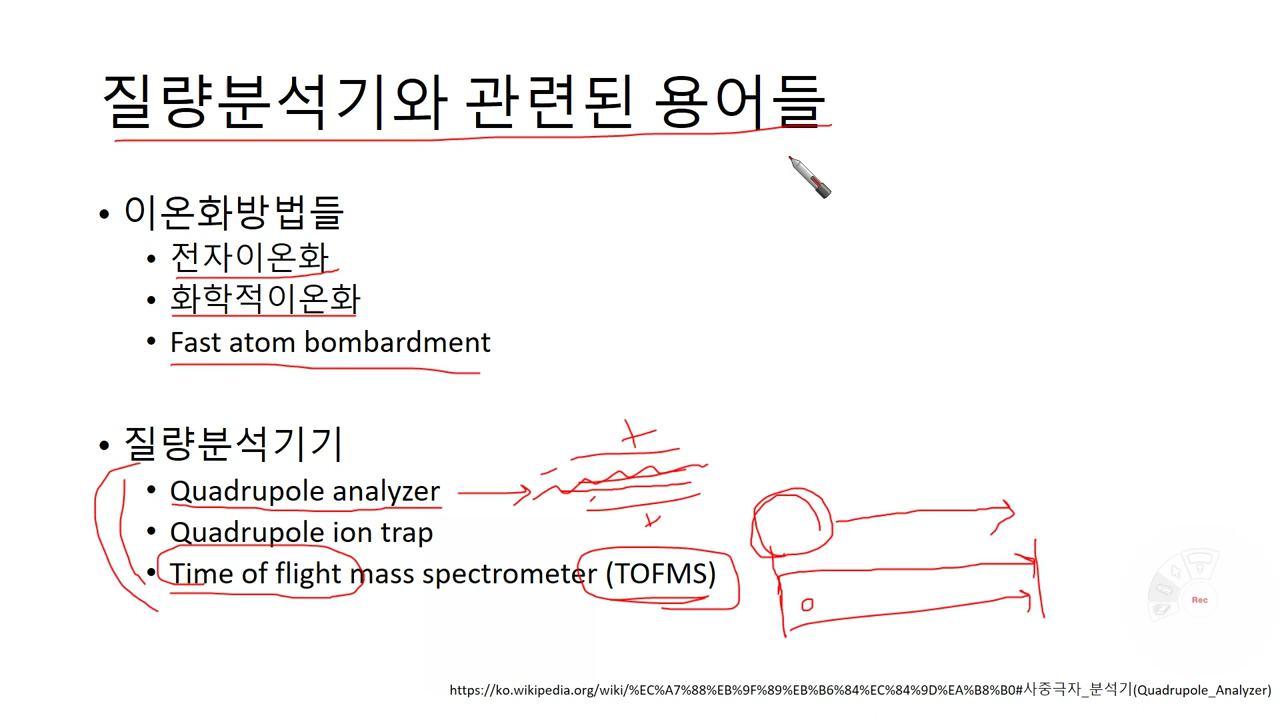 질량분석기와 관련된 용어들
• 이온화방법들
• 전자이온화
• 화학적이온화
• Fast atom bombardment
• 질량분석기기
+
• Quadrupole analyzer
+
• Quadrupole ion trap
• Time of flight mass spectrometer (TOFMS)
Rec
https://ko.wikipedia.org/wiki/%EC%A7%88%EB%9F%89%EB%B6%84%EC%84%9D%EA%B8%B0#사중극자_분석기(Quadrupole_Analyzer)